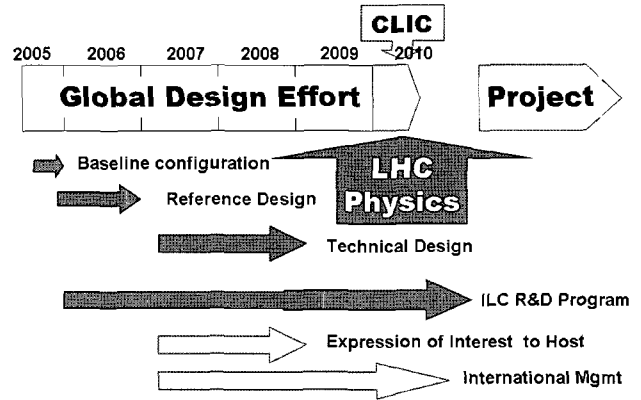 CLIC
2005 2006 2007 2008 2009 2010
Global Design Effort
Project
Baseline configuration
LHC
Physics
Reference Design
Technical Design
ILC R&D Program
Expression of Interest to Host
International Mgmt